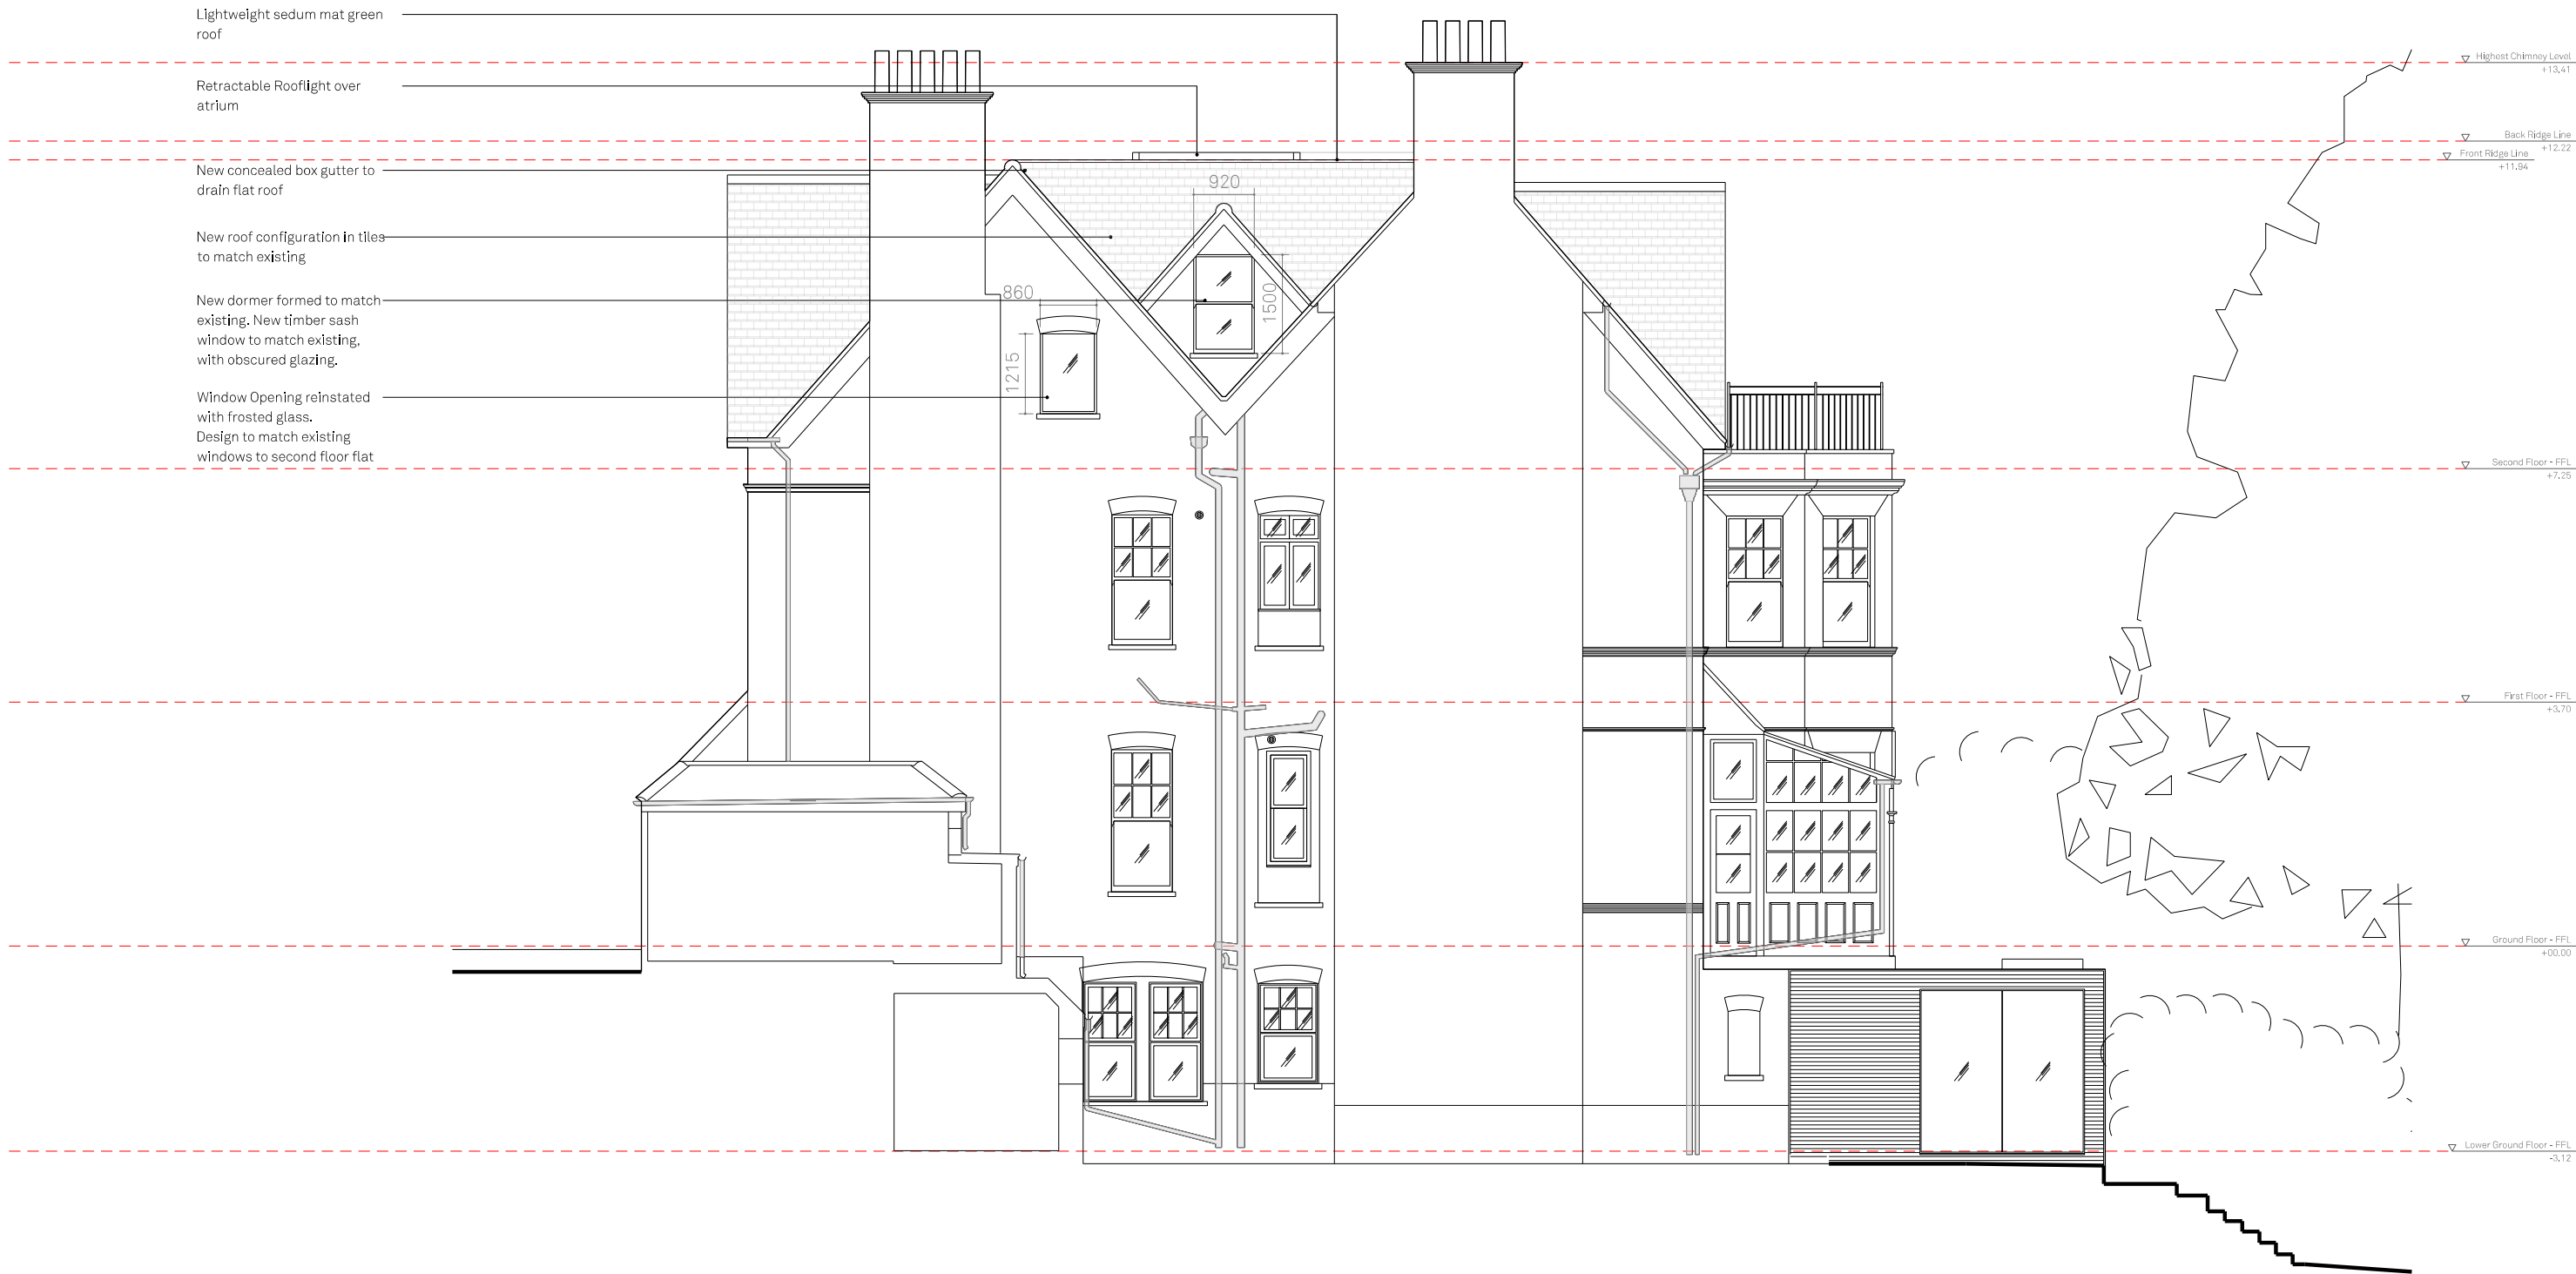 Lightweight sedum mat green
roof
Retractable Rooflight over
atrium
New concealed box gutter to
drain flat roof
New roof configuration in tiles
to match existing
New dormer formed to match
existing. New timber sash
window to match existing,
with obscured glazing.
Window Opening reinstated
with frosted glass.
Design to match existing
windows to second floor flat
920
860
1500
1215
Highest Chimney Level
+13,41
Back Ridge Line
+12.22
Front Ridge Line
+11.94
Second Floor - FFL
+7,25
First Floor - FFL
+3,70
Ground Floor - FFL
+00.00
Lower Ground Floor - FFL
-3.12